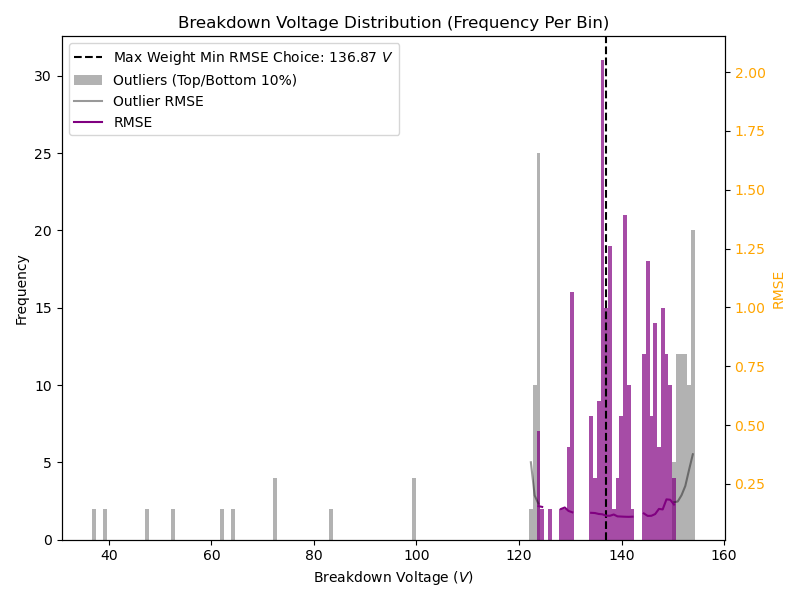 Breakdown Voltage Distribution (Frequency Per Bin)
Max Weight Min RMSE Choice: 136.87 V
Outliers (Top/Bottom 10%)
Outlier RMSE
RMSE
Frequency
30
25
20
15
10
5
0
2.00
1.75
1.50
1.25
1.00
0.75
0.50
0.25
RMSE
40 60 80 100 120 140 160
Breakdown Voltage (V)